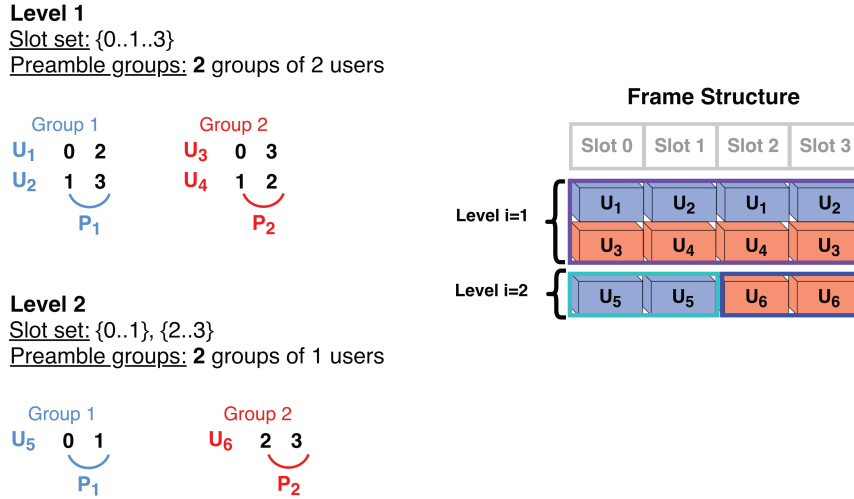 Level 1
Slot set: {0..1..3}
Preamble groups: 2 groups of 2 users
Group 1
U1 0 2
U2 1 3
P1
Group 2
U3 0 3
U4 1 2
P2
Level 2
Slot set: {0..1}, {2..3}
Preamble groups: 2 groups of 1 users
Group 1
U5 0 1
P1
Group 2
U6 2 3
P2
Frame Structure
Slot 0 Slot 1 Slot 2 Slot 3
Level i=1
U1 U2 U1 U2
U3 U4 U4 U3
Level i=2
U5 U5 U6 U6